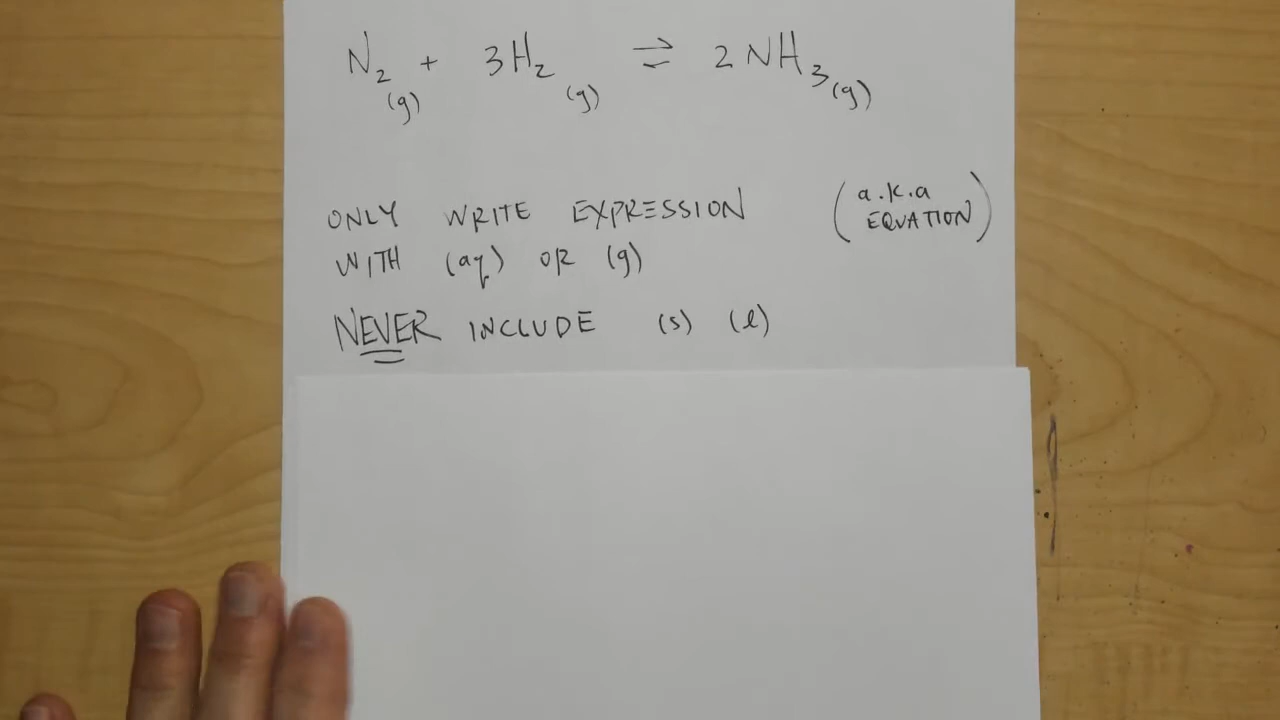 N₂(g) + 3H₂(g) ⇌ 2NH₃(g)
ONLY WRITE EXPRESSION (a.k.a
EQUATION)
WITH (aq) OR (g)
NEVER INCLUDE (s) (l)